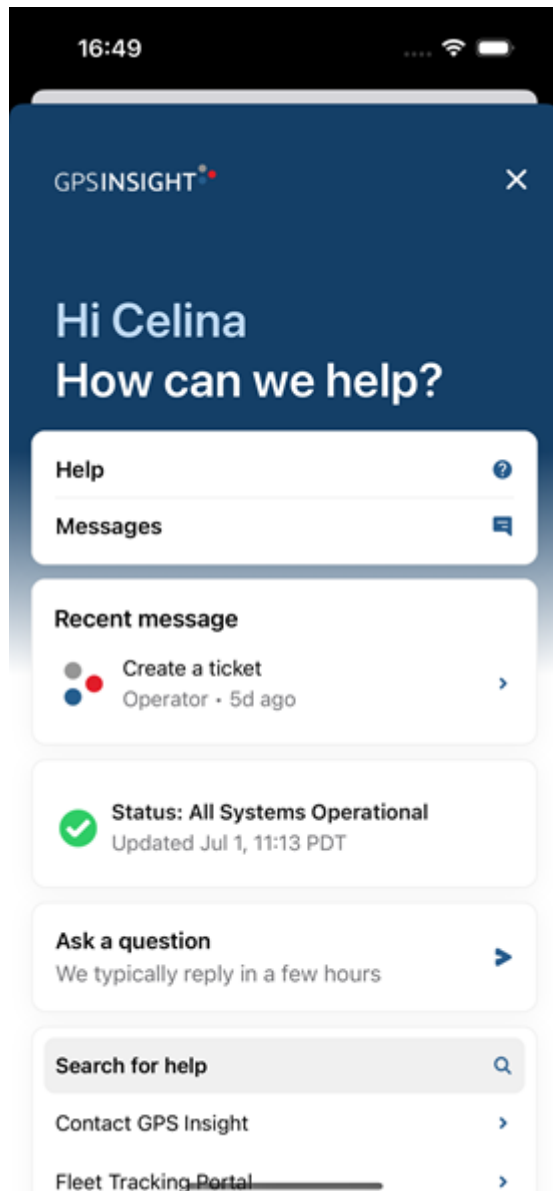 16:49
GPSINSIGHT
Hi Celina
How can we help?
Help
Messages
Recent message
Create a ticket
Operator • 5d ago
Status: All Systems Operational
Updated Jul 1, 11:13 PDT
Ask a question
We typically reply in a few hours
Search for help
Contact GPS Insight
Fleet Tracking Portal